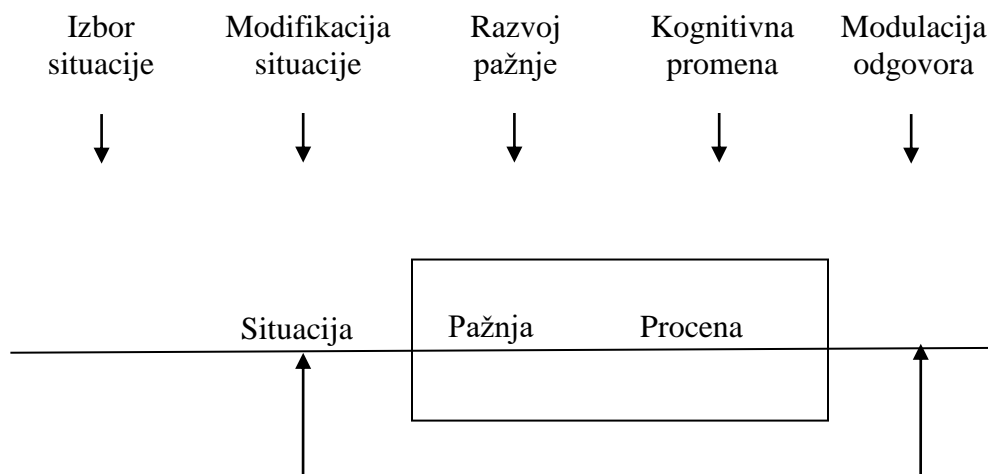 Izbor
situacije
Modifikacija
situacije
Razvoj
pažnje
Kognitivna
promena
Modulacija
odgovora
Situacija
Pažnja
Procena